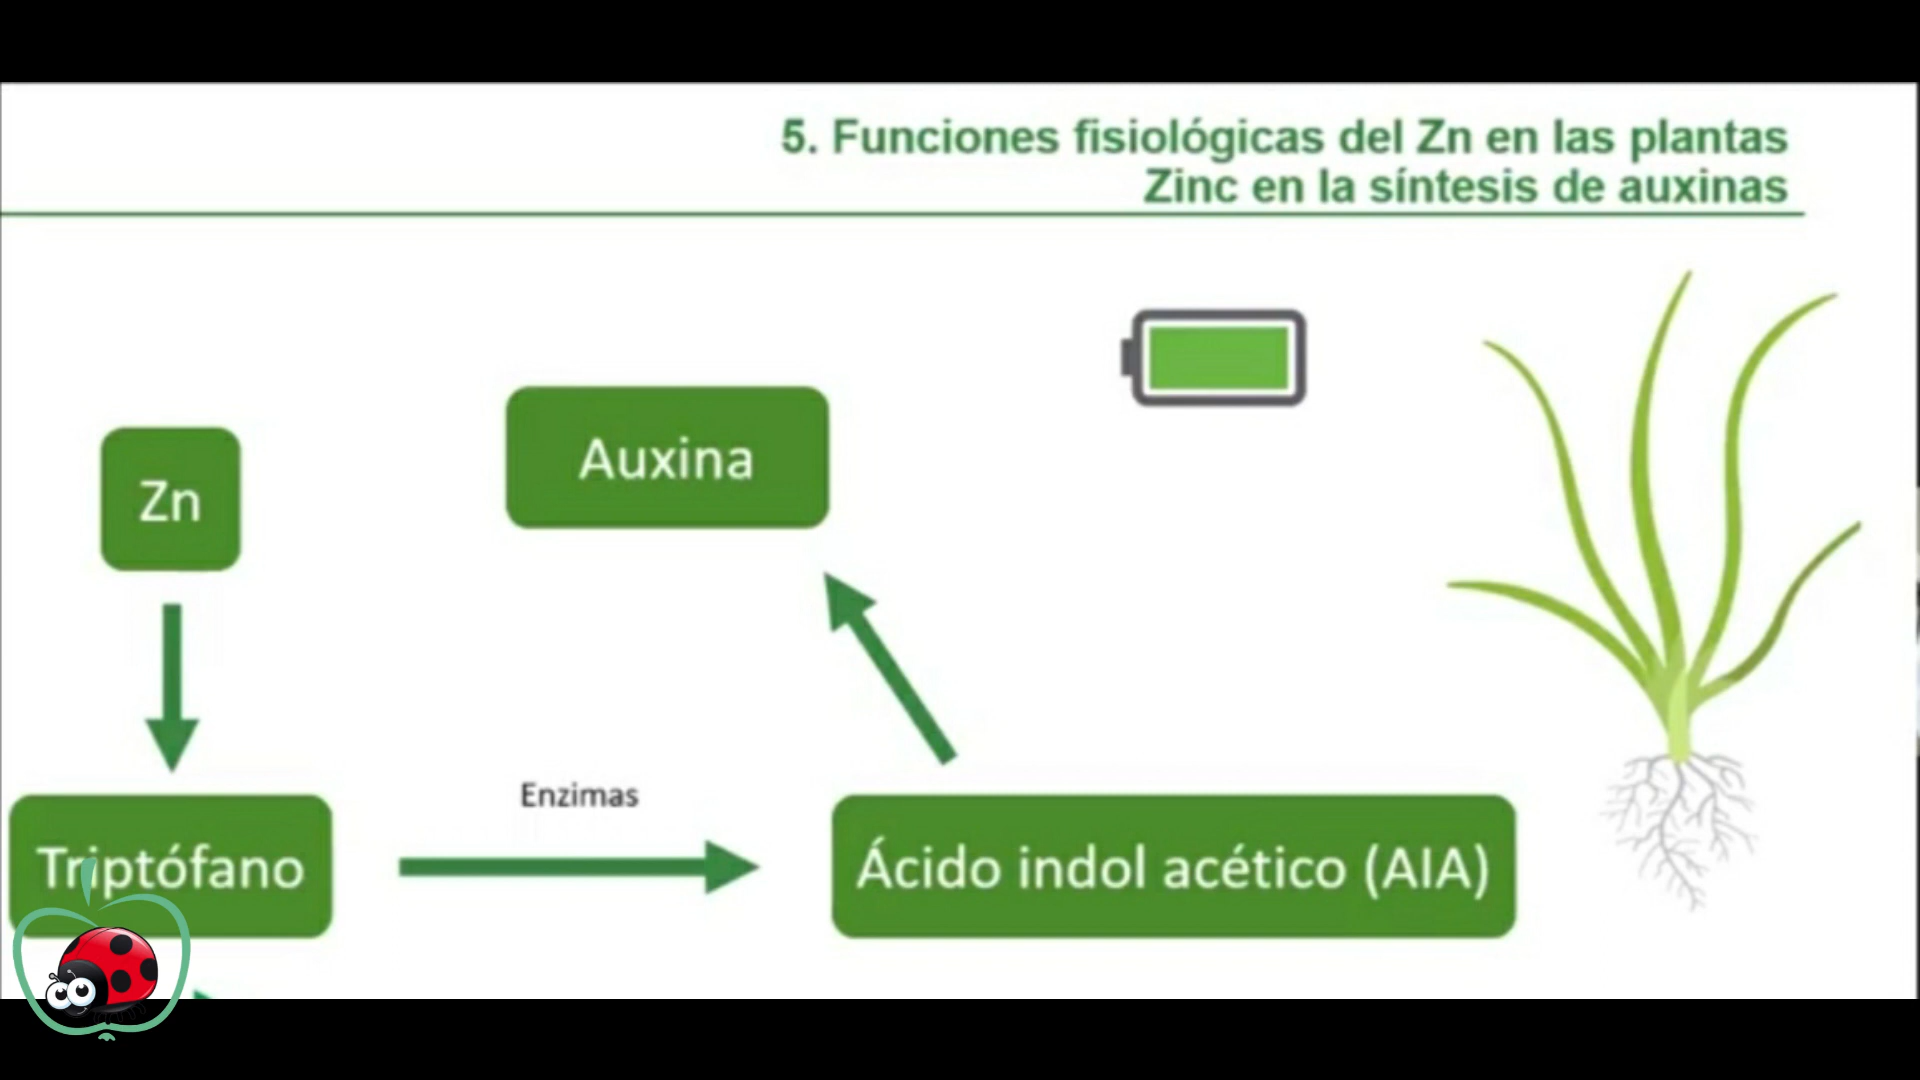 5. Funciones fisiológicas del Zn en las plantas
Zinc en la síntesis de auxinas
Auxina
Zn
Enzimas
Triptófano
Ácido indol acético (AIA)